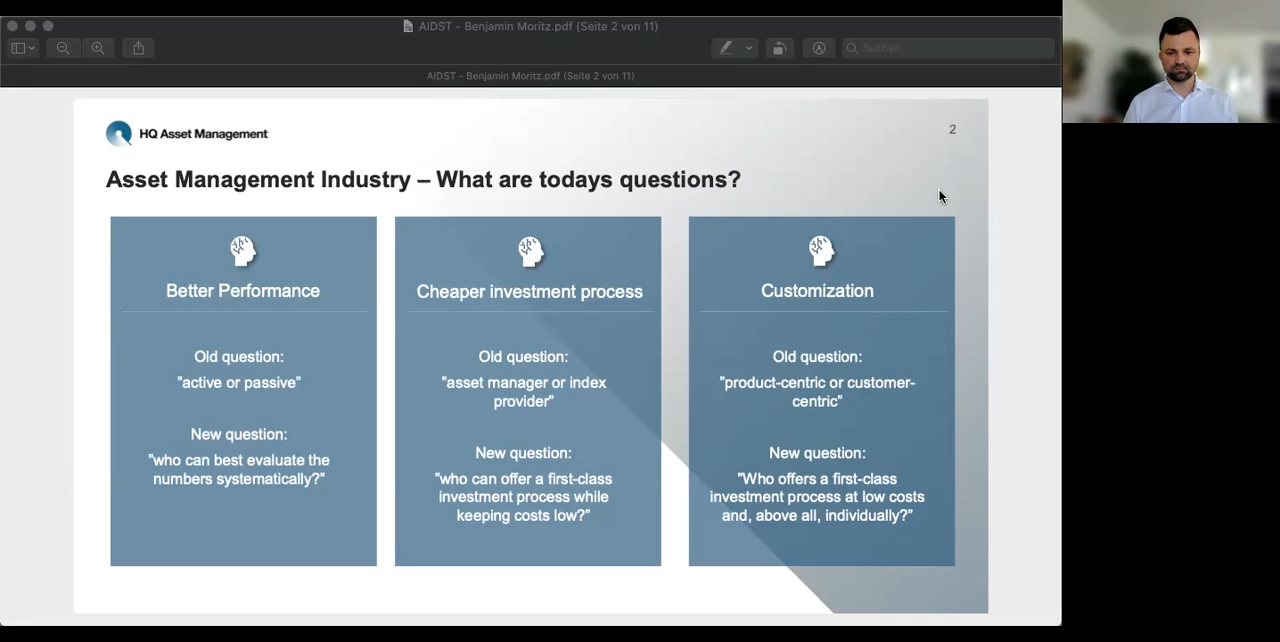 AIDST - Benjamin Moritz.pdf (Seite 2 von 11)
Suchen
AIDST - Benjamin Moritz.pdf (Seite 2 von 11)
HQ Asset Management
2
Asset Management Industry – What are todays questions?
Better Performance
Old question:
"active or passive”
New question:
"who can best evaluate the
numbers systematically?”
Cheaper investment process
Old question:
"asset manager or index
provider”
New question:
"who can offer a first-class
investment process while
keeping costs low?”
Customization
Old question:
"product-centric or customer-
centric”
New question:
"Who offers a first-class
investment process at low costs
and, above all, individually?”